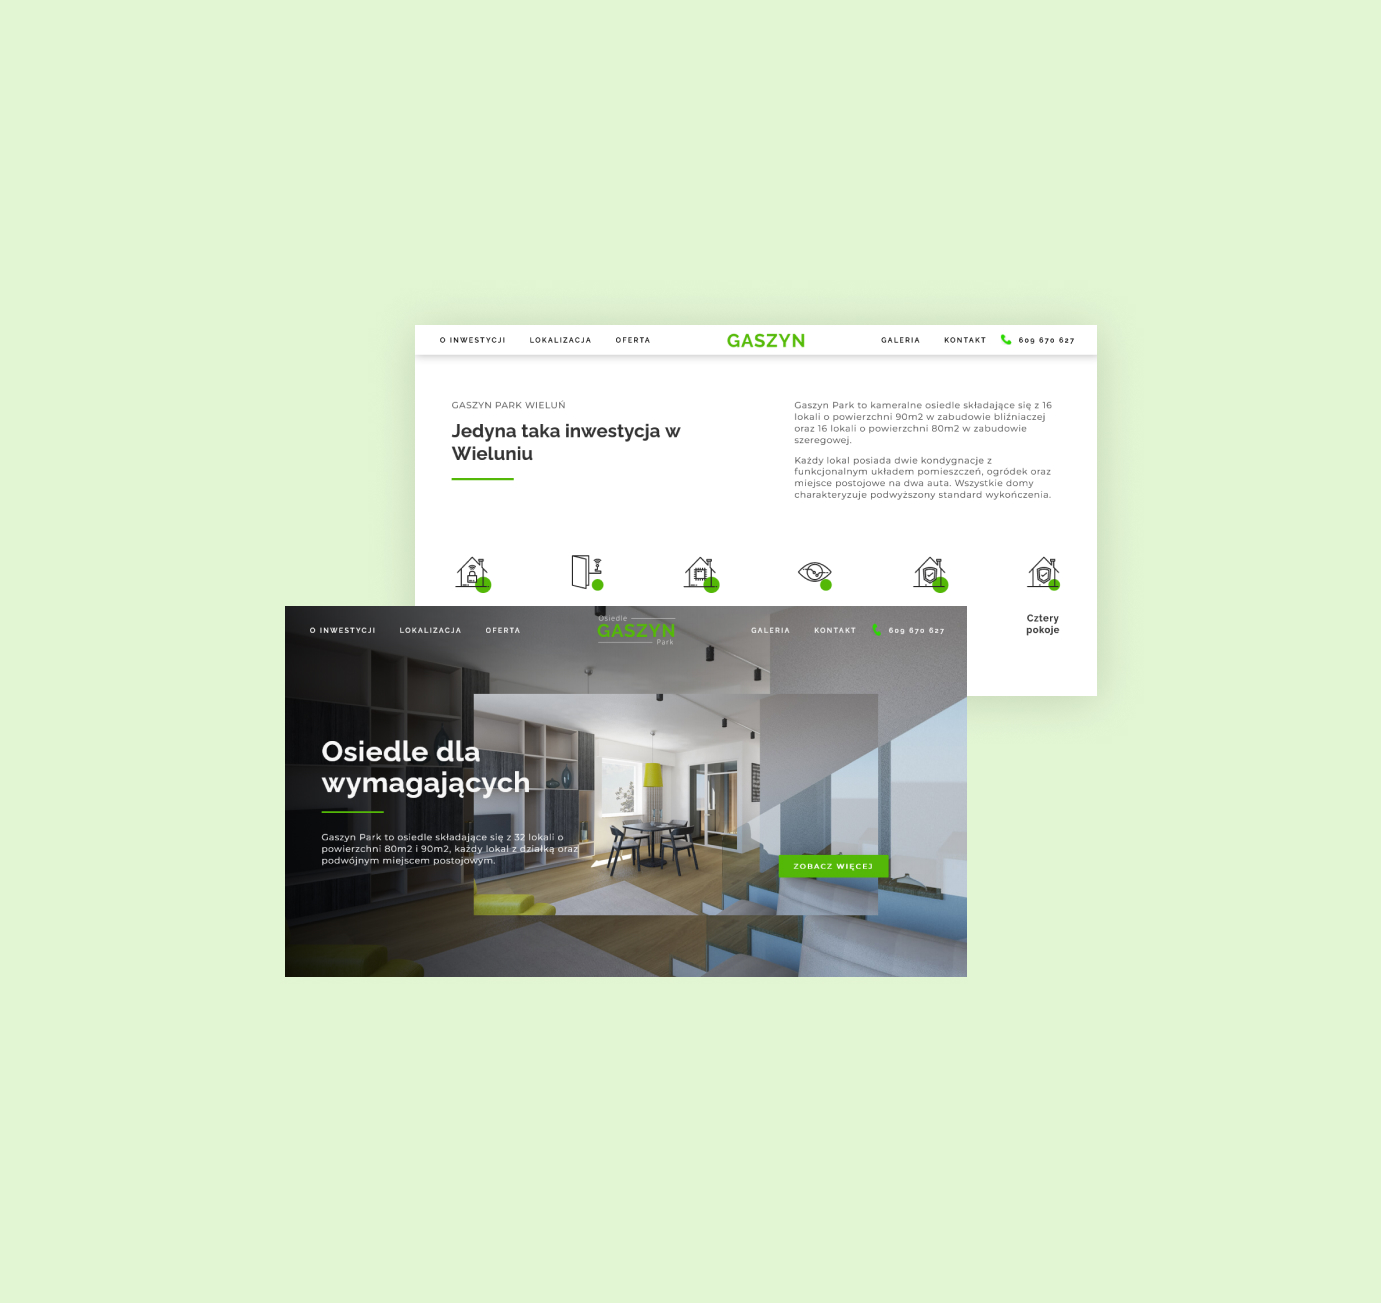 O INWESTYCJI LOKALIZACJA OFERTA GASZYN GALERIA KONTAKT 609 670 627
GASZYN PARK WIELUŃ
Jedyna taka inwestycja w
Wieluniu
Gaszyn Park to kameralne osiedle składające się z 16
lokali o powierzchni 90m2 w zabudowie bliźniaczej
oraz 16 lokali o powierzchni 80m2 w zabudowie
szeregowej.
Każdy lokal posiada dwie kondygnacje z
funkcjonalnym układem pomieszczeń, ogródek oraz
miejsce postojowe na dwa auta. Wszystkie domy
charakteryzuje podwyższony standard wykończenia.
Cztery
pokoje
O INWESTYCJI LOKALIZACJA OFERTA
Osiedle
GASZYN
Park
GALERIA KONTAKT 609 670 627
Osiedle dla
wymagających
Gaszyn Park to osiedle składające się z 32 lokali o
powierzchni 80m2 i 90m2, każdy lokal z działką oraz
podwójnym miejscem postojowym.
ZOBACZ WIĘCEJ